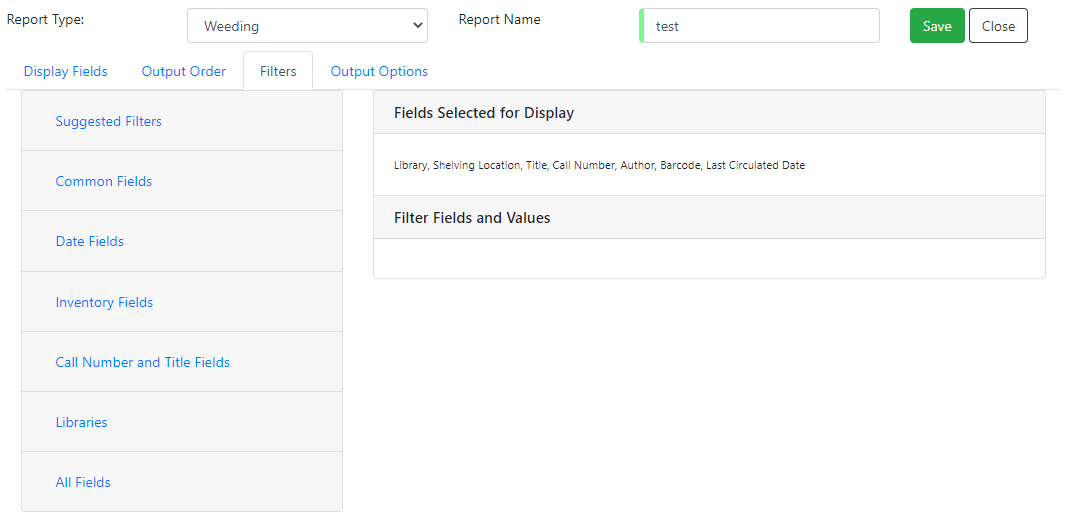 Report Type: Weeding Report Name test Save Close
Display Fields Output Order Filters Output Options
Suggested Filters
Common Fields
Date Fields
Inventory Fields
Call Number and Title Fields
Libraries
All Fields
Fields Selected for Display
Library, Shelving Location, Title, Call Number, Author, Barcode, Last Circulated Date
Filter Fields and Values